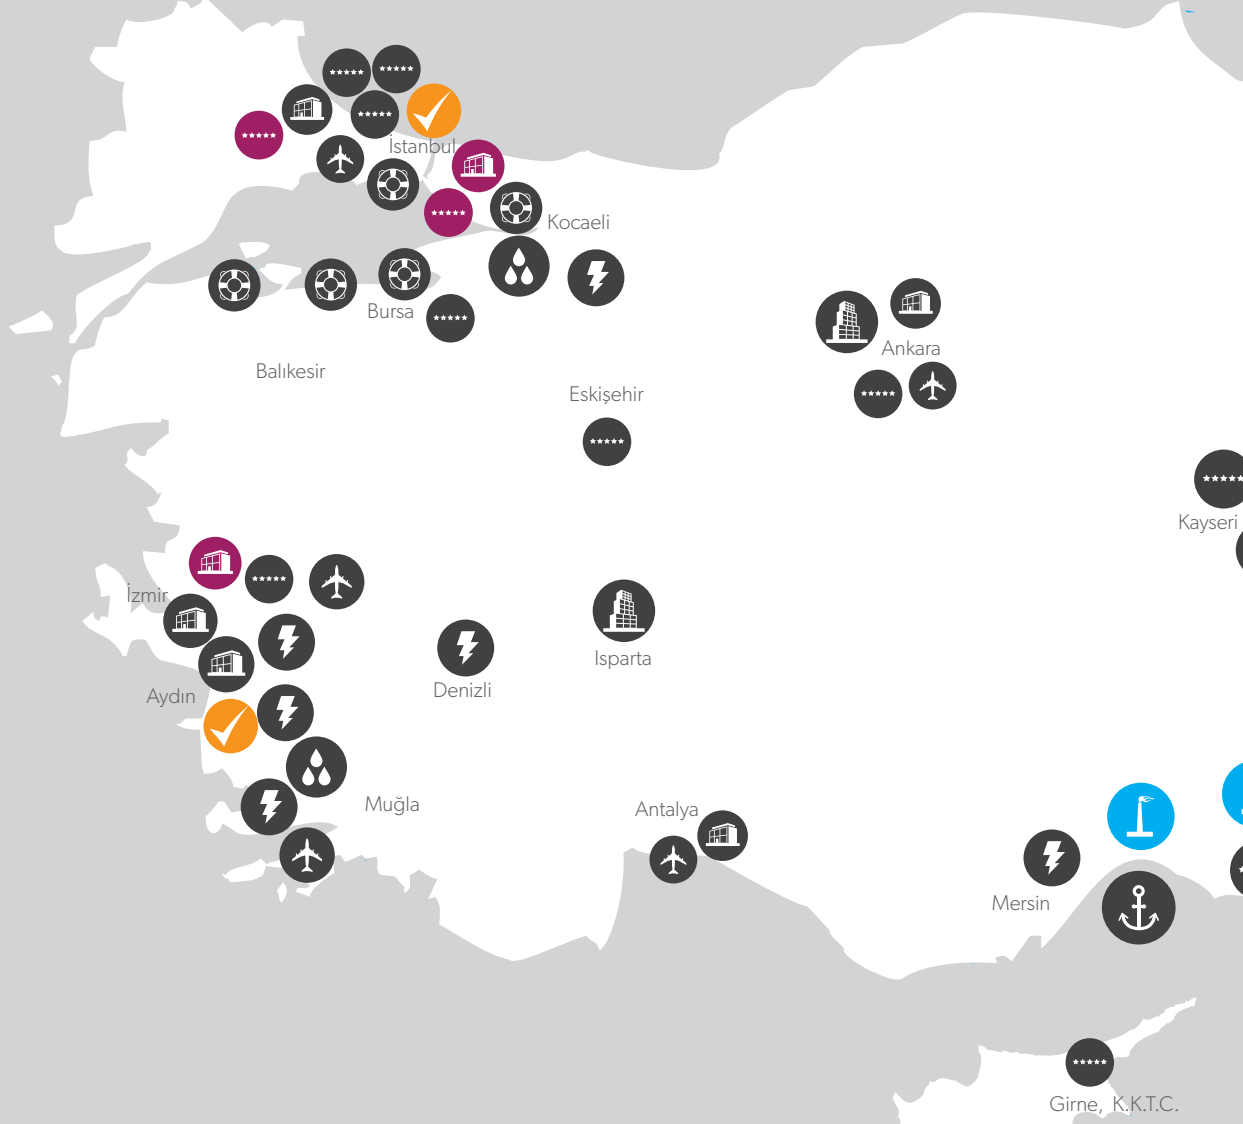 İstanbul
Kocaeli
Bursa
Balıkesir
Ankara
Eskişehir
Kayseri
İzmir
Isparta
Denizli
Aydın
Muğla
Antalya
Mersin
Girne, K.K.T.C.